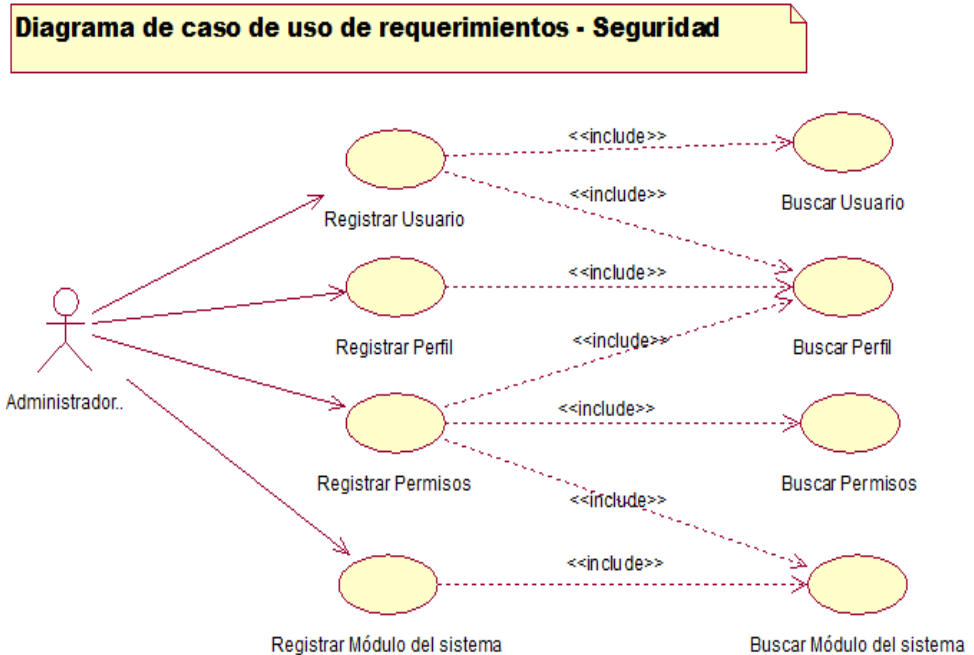 Diagrama de caso de uso de requerimientos - Seguridad
<<include>>
Registrar Usuario
Buscar Usuario
<<include>>
<<include>>
Registrar Perfil
Buscar Perfil
<<include>>
Administrador..
<<include>>
Registrar Permisos
Buscar Permisos
<<include>>
<<include>>
Registrar Módulo del sistema
Buscar Módulo del sistema